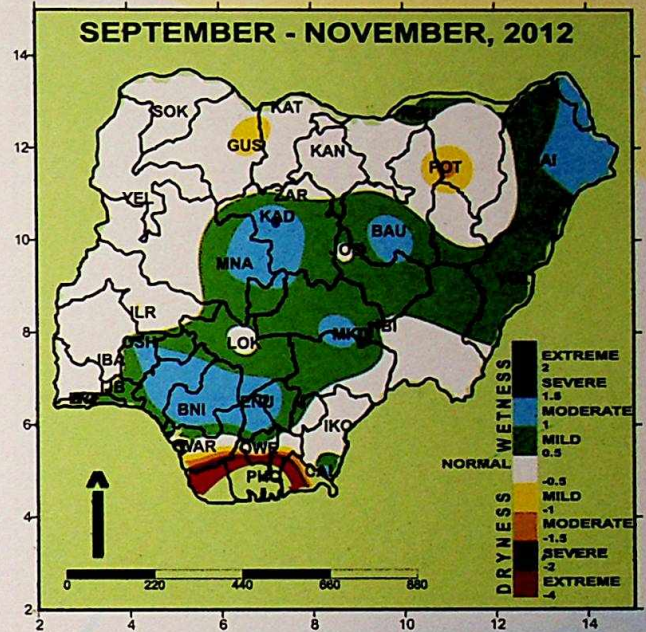 SEPTEMBER - NOVEMBER, 2012
14
SOK
KAT
GUS
KAN
12
POT
YEL
ZAR
KAD
BAU
10
MNA
ILR
8
OSH
LOK
MKD
IBI
IBA
BNI
ENU
6
IKO
WAR
OWE
CAL
4
0 220 440 660 880
2
2 4 6 8 10 12 14
WETNESS
EXTREME
2
SEVERE
1.5
MODERATE
1
MILD
0.5
NORMAL
-0.5
MILD
-1
MODERATE
-1.5
SEVERE
-2
EXTREME
-4
DRYNESS